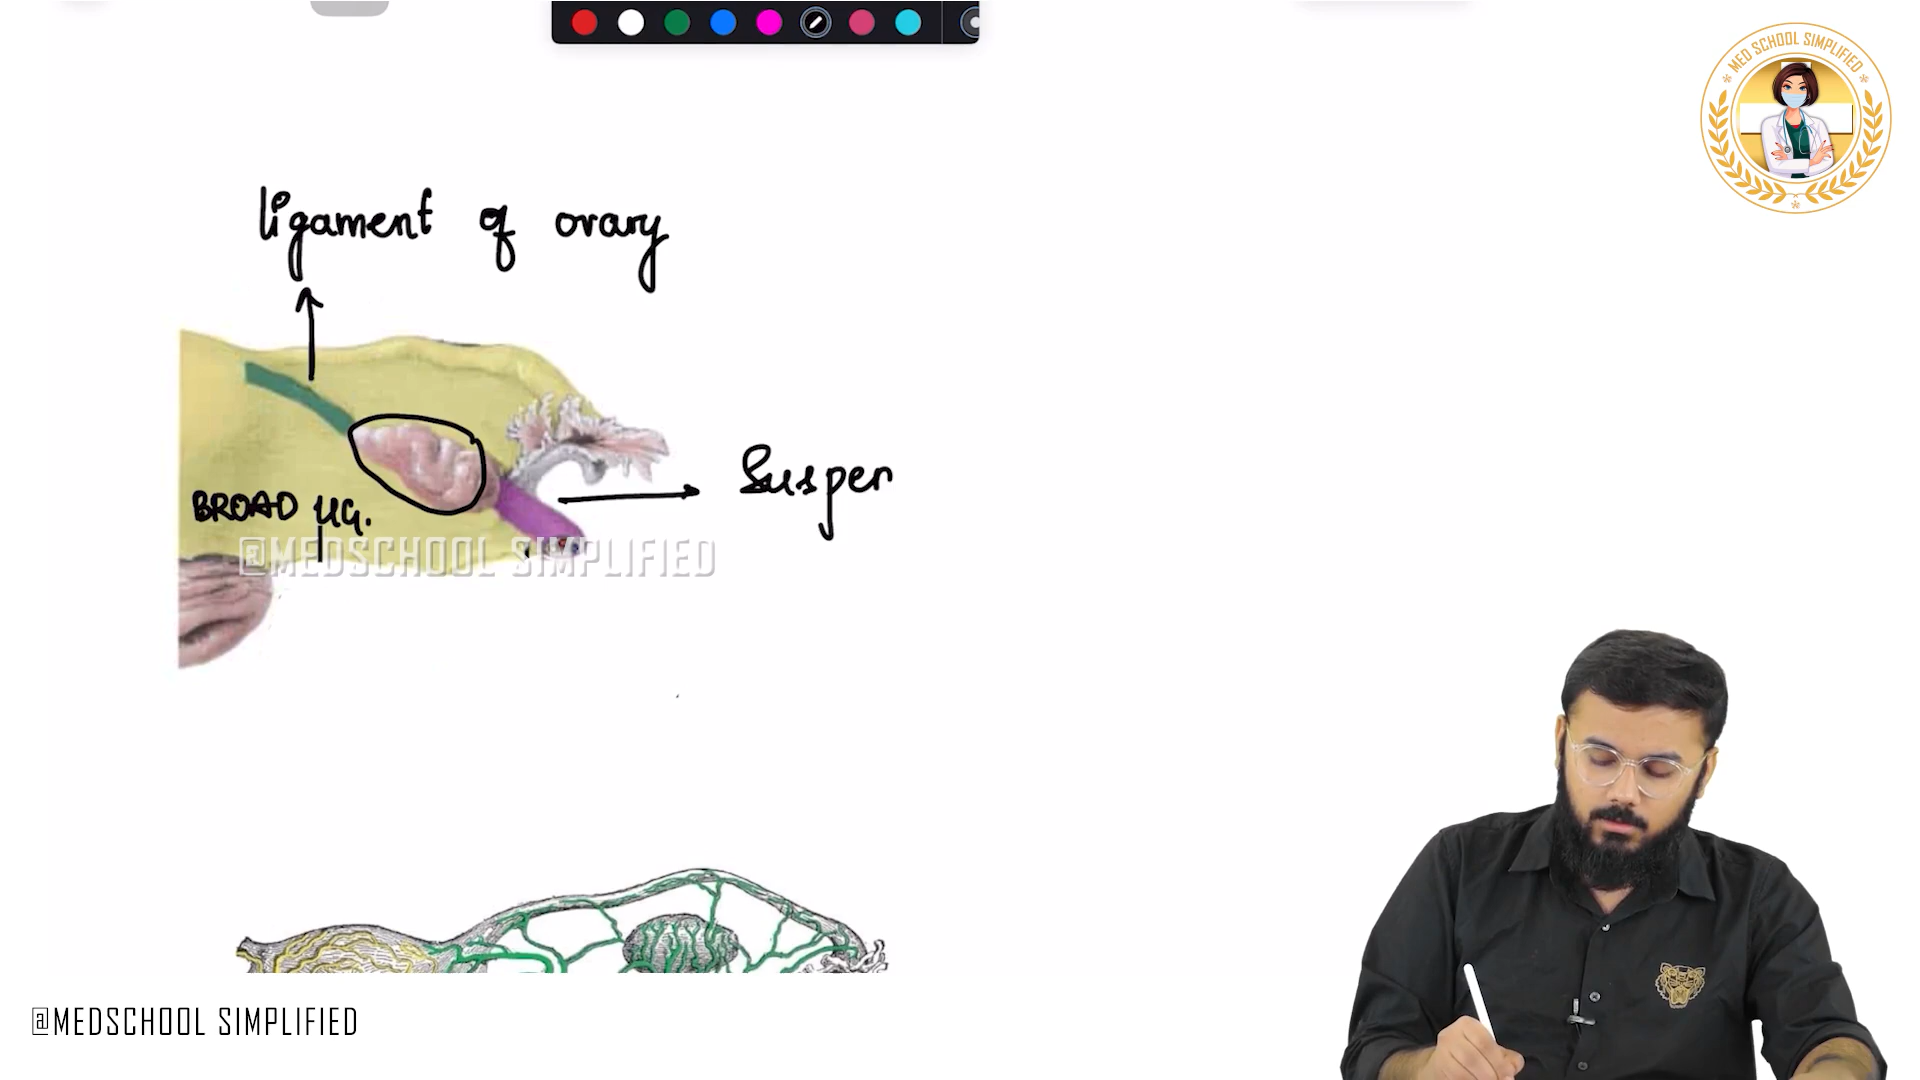 MED SCHOOL SIMPLIFIED
ligament of ovary
Susper
BROAD LIG.
@MEDSCHOOL SIMPLIFIED
@MEDSCHOOL SIMPLIFIED